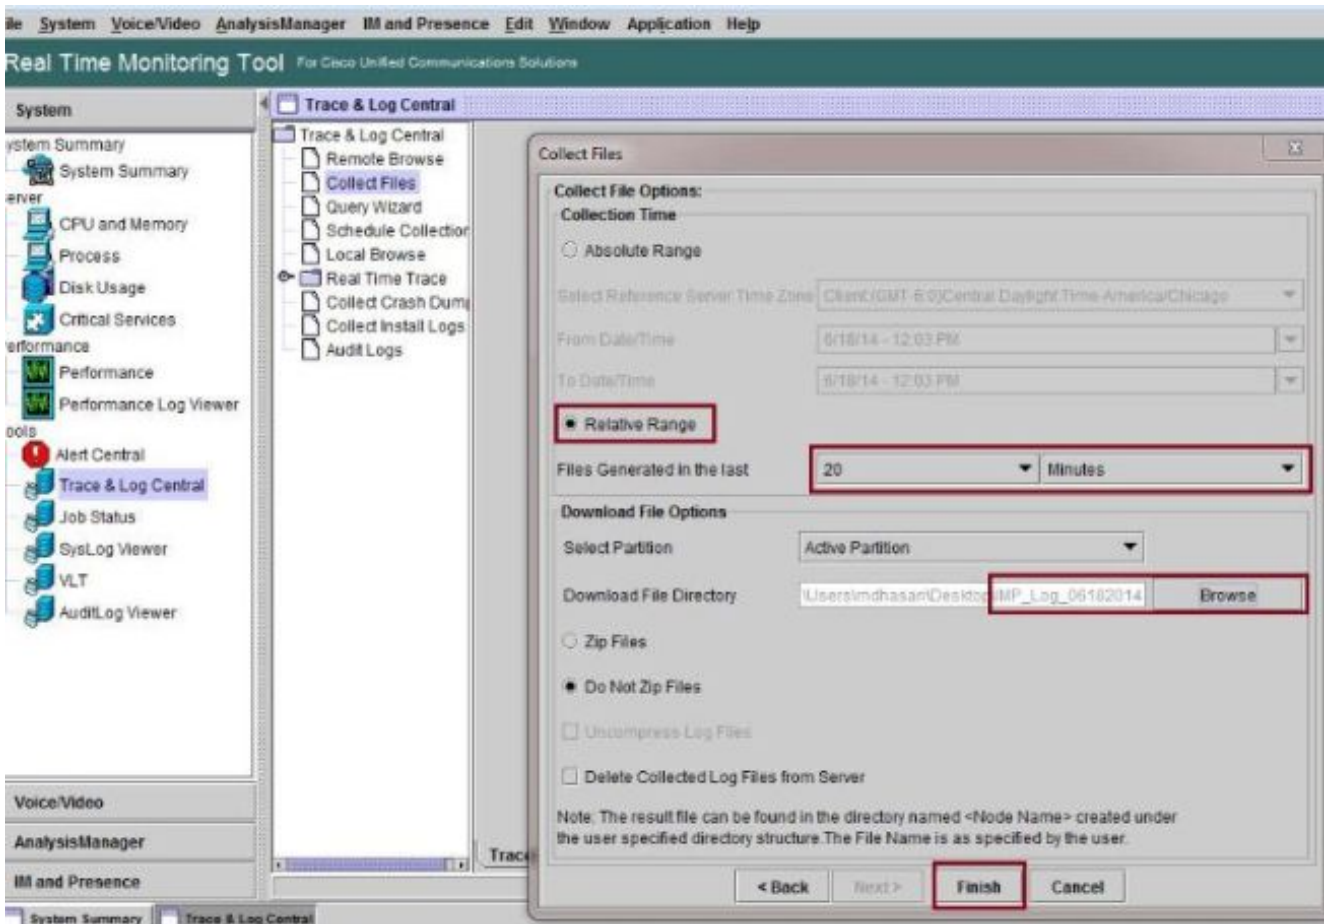 ile System Voice/Video AnalysisManager IM and Presence Edit Window Application Help
Real Time Monitoring Tool For Cisco Unified Communications Solutions
System
ystem Summary
System Summary
erver
CPU and Memory
Process
Disk Usage
Critical Services
erformance
Performance
Performance Log Viewer
ools
Alert Central
Trace & Log Central
Job Status
SysLog Viewer
VLT
AuditLog Viewer
Voice/Video
AnalysisManager
IM and Presence
Trace & Log Central
Trace & Log Central
Remote Browse
Collect Files
Query Wizard
Schedule Collection
Local Browse
Real Time Trace
Collect Crash Dump
Collect Install Logs
Audit Logs
Trace
Collect Files
Collect File Options:
Collection Time
Absolute Range
Select Reference Server Time Zone Client:(GMT-6:0)Central Daylight Time-America/Chicago
From Date/Time 6/18/14 - 12:03 PM
To Date/Time 6/18/14 - 12:03 PM
Relative Range
Files Generated in the last 20 Minutes
Download File Options
Select Partition Active Partition
Download File Directory \Users\mdhasan\Desktop\IMP_Log_06182014 Browse
Zip Files
Do Not Zip Files
Uncompress Log Files
Delete Collected Log Files from Server
Note: The result file can be found in the directory named <Node Name> created under
the user specified directory structure.The File Name is as specified by the user.
< Back Next > Finish Cancel
System Summary Trace & Log Central